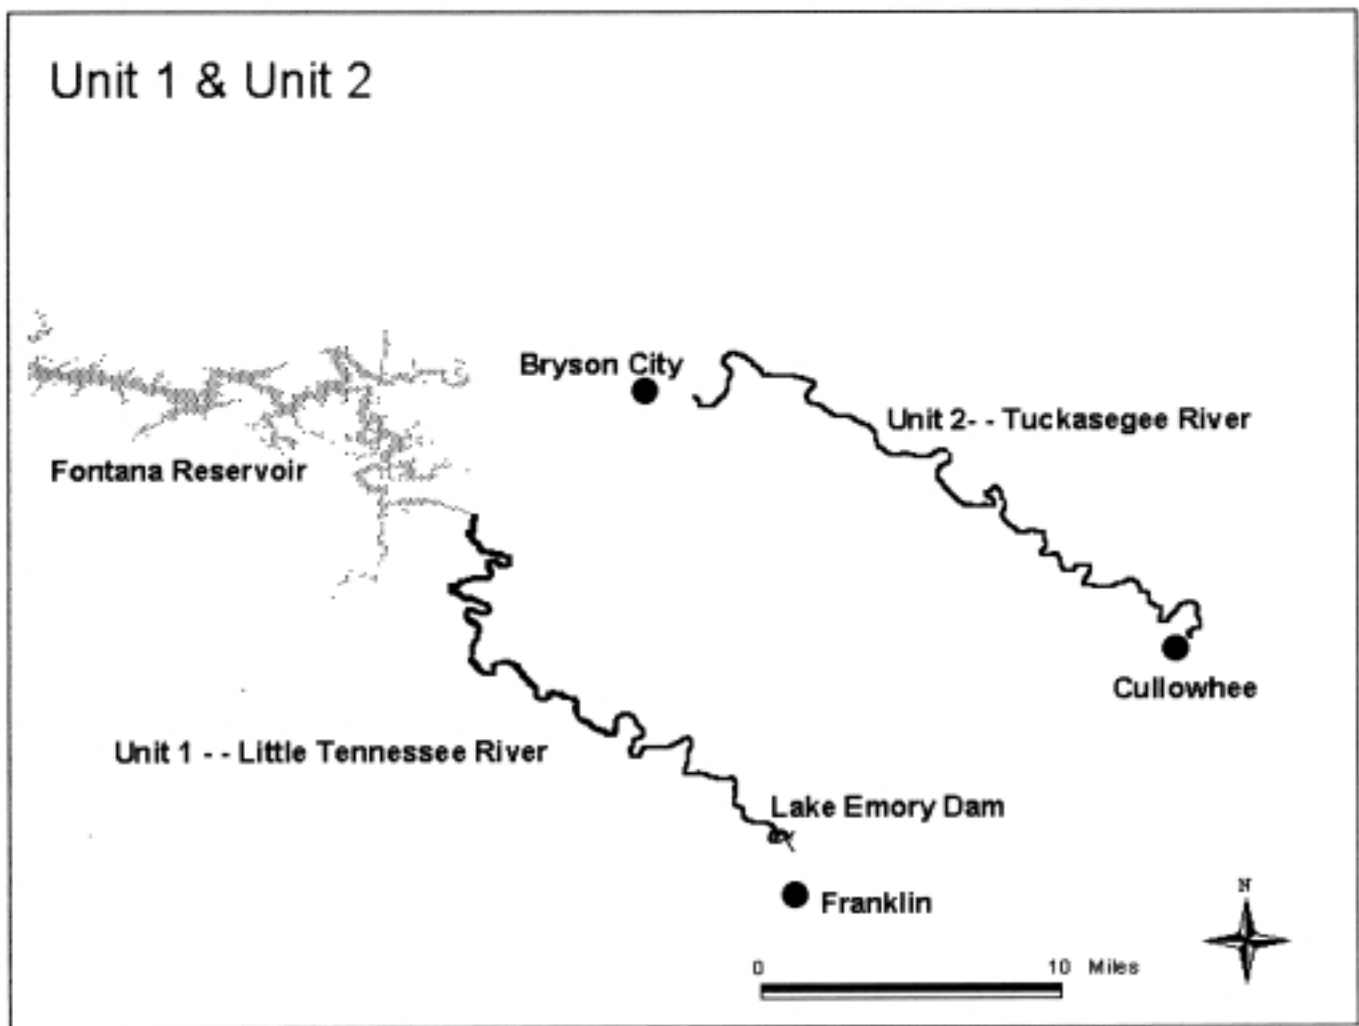 Unit 1 & Unit 2
Bryson City
Unit 2- - Tuckasegee River
Fontana Reservoir
Cullowhee
Unit 1 - - Little Tennessee River
Lake Emory Dam
Franklin
N
0 10 Miles